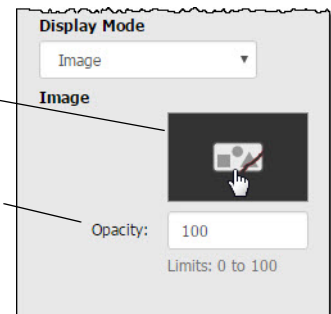 Display Mode
Image
Image
Opacity:
100
Limits: 0 to 100